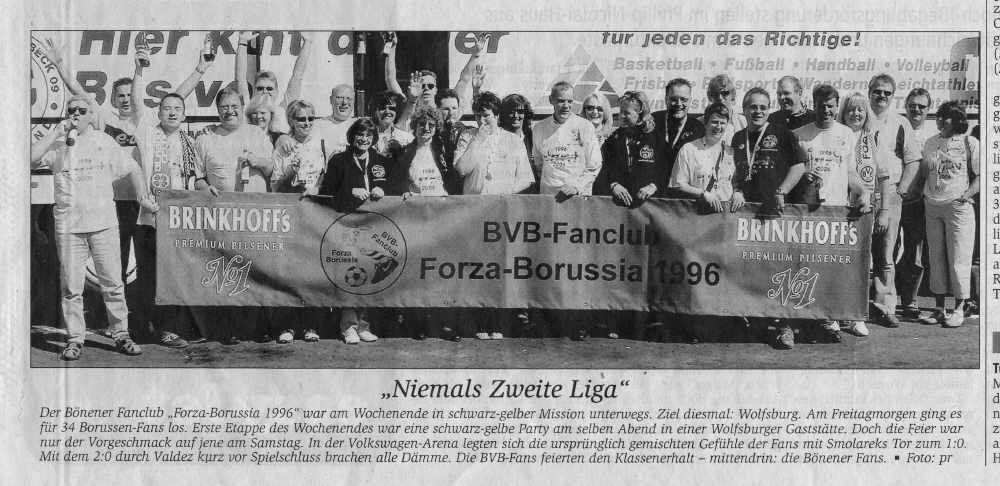 Hier
für jeden das Richtige!
Basketball • Fußball • Handball • Volleyball
BECK 09
BRINKHOFF's
PREMIUM PILSENER
No1
Forza
Borussia
BVB-
Fanclub
BVB-Fanclub
Forza-Borussia 1996
BRINKHOFF's
PREMIUM PILSENER
No1
„Niemals Zweite Liga“
Der Bönener Fanclub „Forza-Borussia 1996“ war am Wochenende in schwarz-gelber Mission unterwegs. Ziel diesmal: Wolfsburg. Am Freitagmorgen ging es
für 34 Borussen-Fans los. Erste Etappe des Wochenendes war eine schwarz-gelbe Party am selben Abend in einer Wolfsburger Gaststätte. Doch die Feier war
nur der Vorgeschmack auf jene am Samstag. In der Volkswagen-Arena legten sich die ursprünglich gemischten Gefühle der Fans mit Smolareks Tor zum 1:0.
Mit dem 2:0 durch Valdez kurz vor Spielschluss brachen alle Dämme. Die BVB-Fans feierten den Klassenerhalt – mittendrin: die Bönener Fans. ▪ Foto: pr